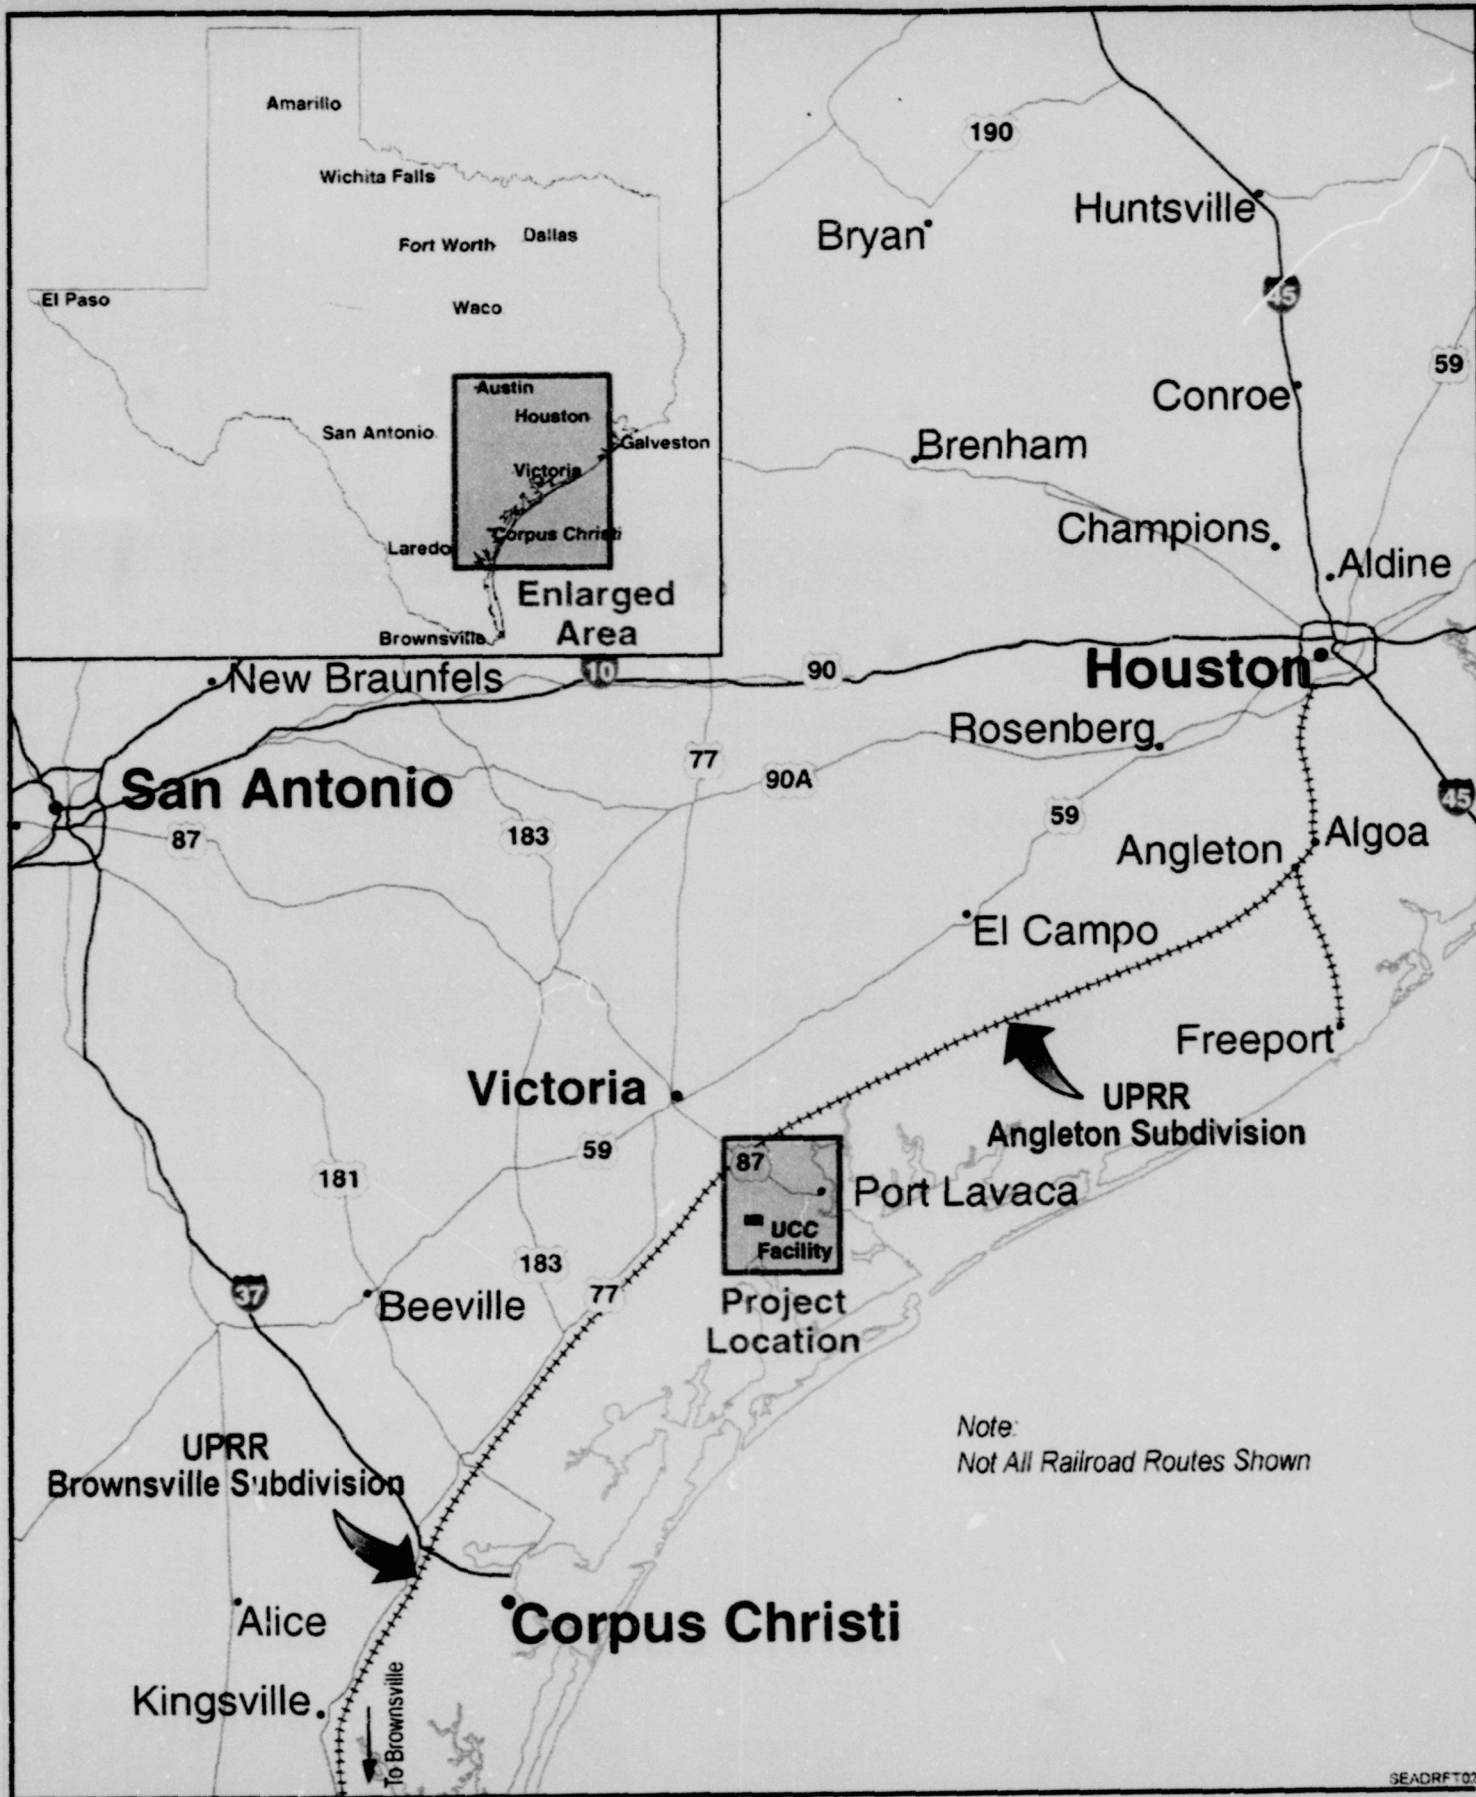 Amarillo
Wichita Falls
Fort Worth
Dallas
El Paso
Waco
Austin
Houston
San Antonio
Galveston
Victoria
Corpus Christi
Laredo
Enlarged
Area
Brownsville
190
Huntsville
Bryan
45
59
Conroe
Brenham
Champions
Aldine
New Braunfels
10
90
Houston
Rosenberg
77
90A
San Antonio
87
183
59
45
Angleton
Algoa
El Campo
Freeport
Victoria
UPRR
Angleton Subdivision
59
87
181
Port Lavaca
UCC
Facility
183
77
37
Beeville
Project
Location
Note:
Not All Railroad Routes Shown
UPRR
Brownsville Subdivision
Alice
Corpus Christi
Kingsville
To Brownsville